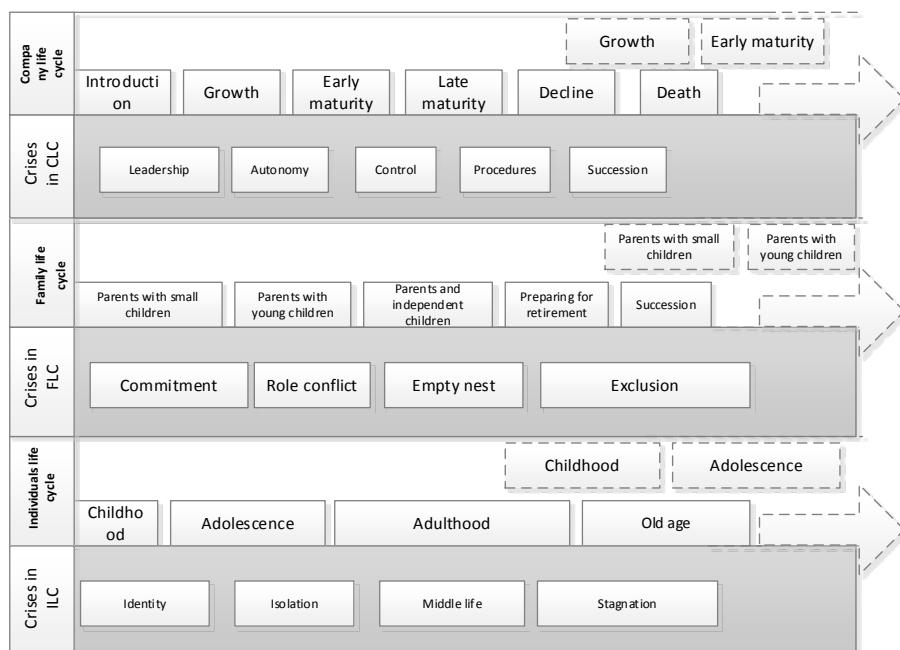 Compa
ny life
cycle
Growth
Early maturity
Introducti
on
Growth
Early
maturity
Late
maturity
Decline
Death
Crises
in CLC
Leadership
Autonomy
Control
Procedures
Succession
Family life
cycle
Parents with small
children
Parents with
young children
Parents with small
children
Parents with
young children
Parents and
independent
children
Preparing for
retirement
Succession
Crises in
FLC
Commitment
Role conflict
Empty nest
Exclusion
Individuals life
cycle
Childhood
Adolescence
Childho
od
Adolescence
Adulthood
Old age
Crises in
ILC
Identity
Isolation
Middle life
Stagnation